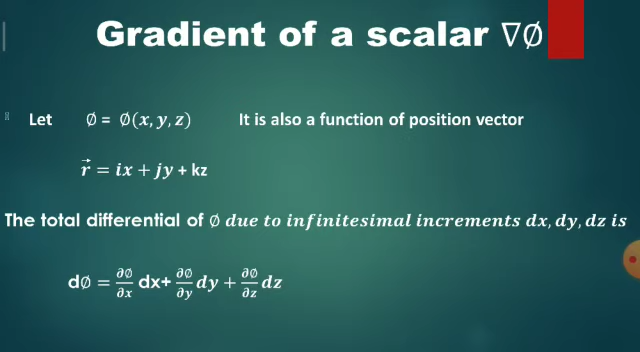 Gradient of a scalar ∇∅
Let ∅ = ∅(x, y, z) It is also a function of position vector
r⃗ = ix + jy + kz
The total differential of ∅ due to infinitesimal increments dx, dy, dz is
d∅ = ∂∅/∂x dx+ ∂∅/∂y dy + ∂∅/∂z dz